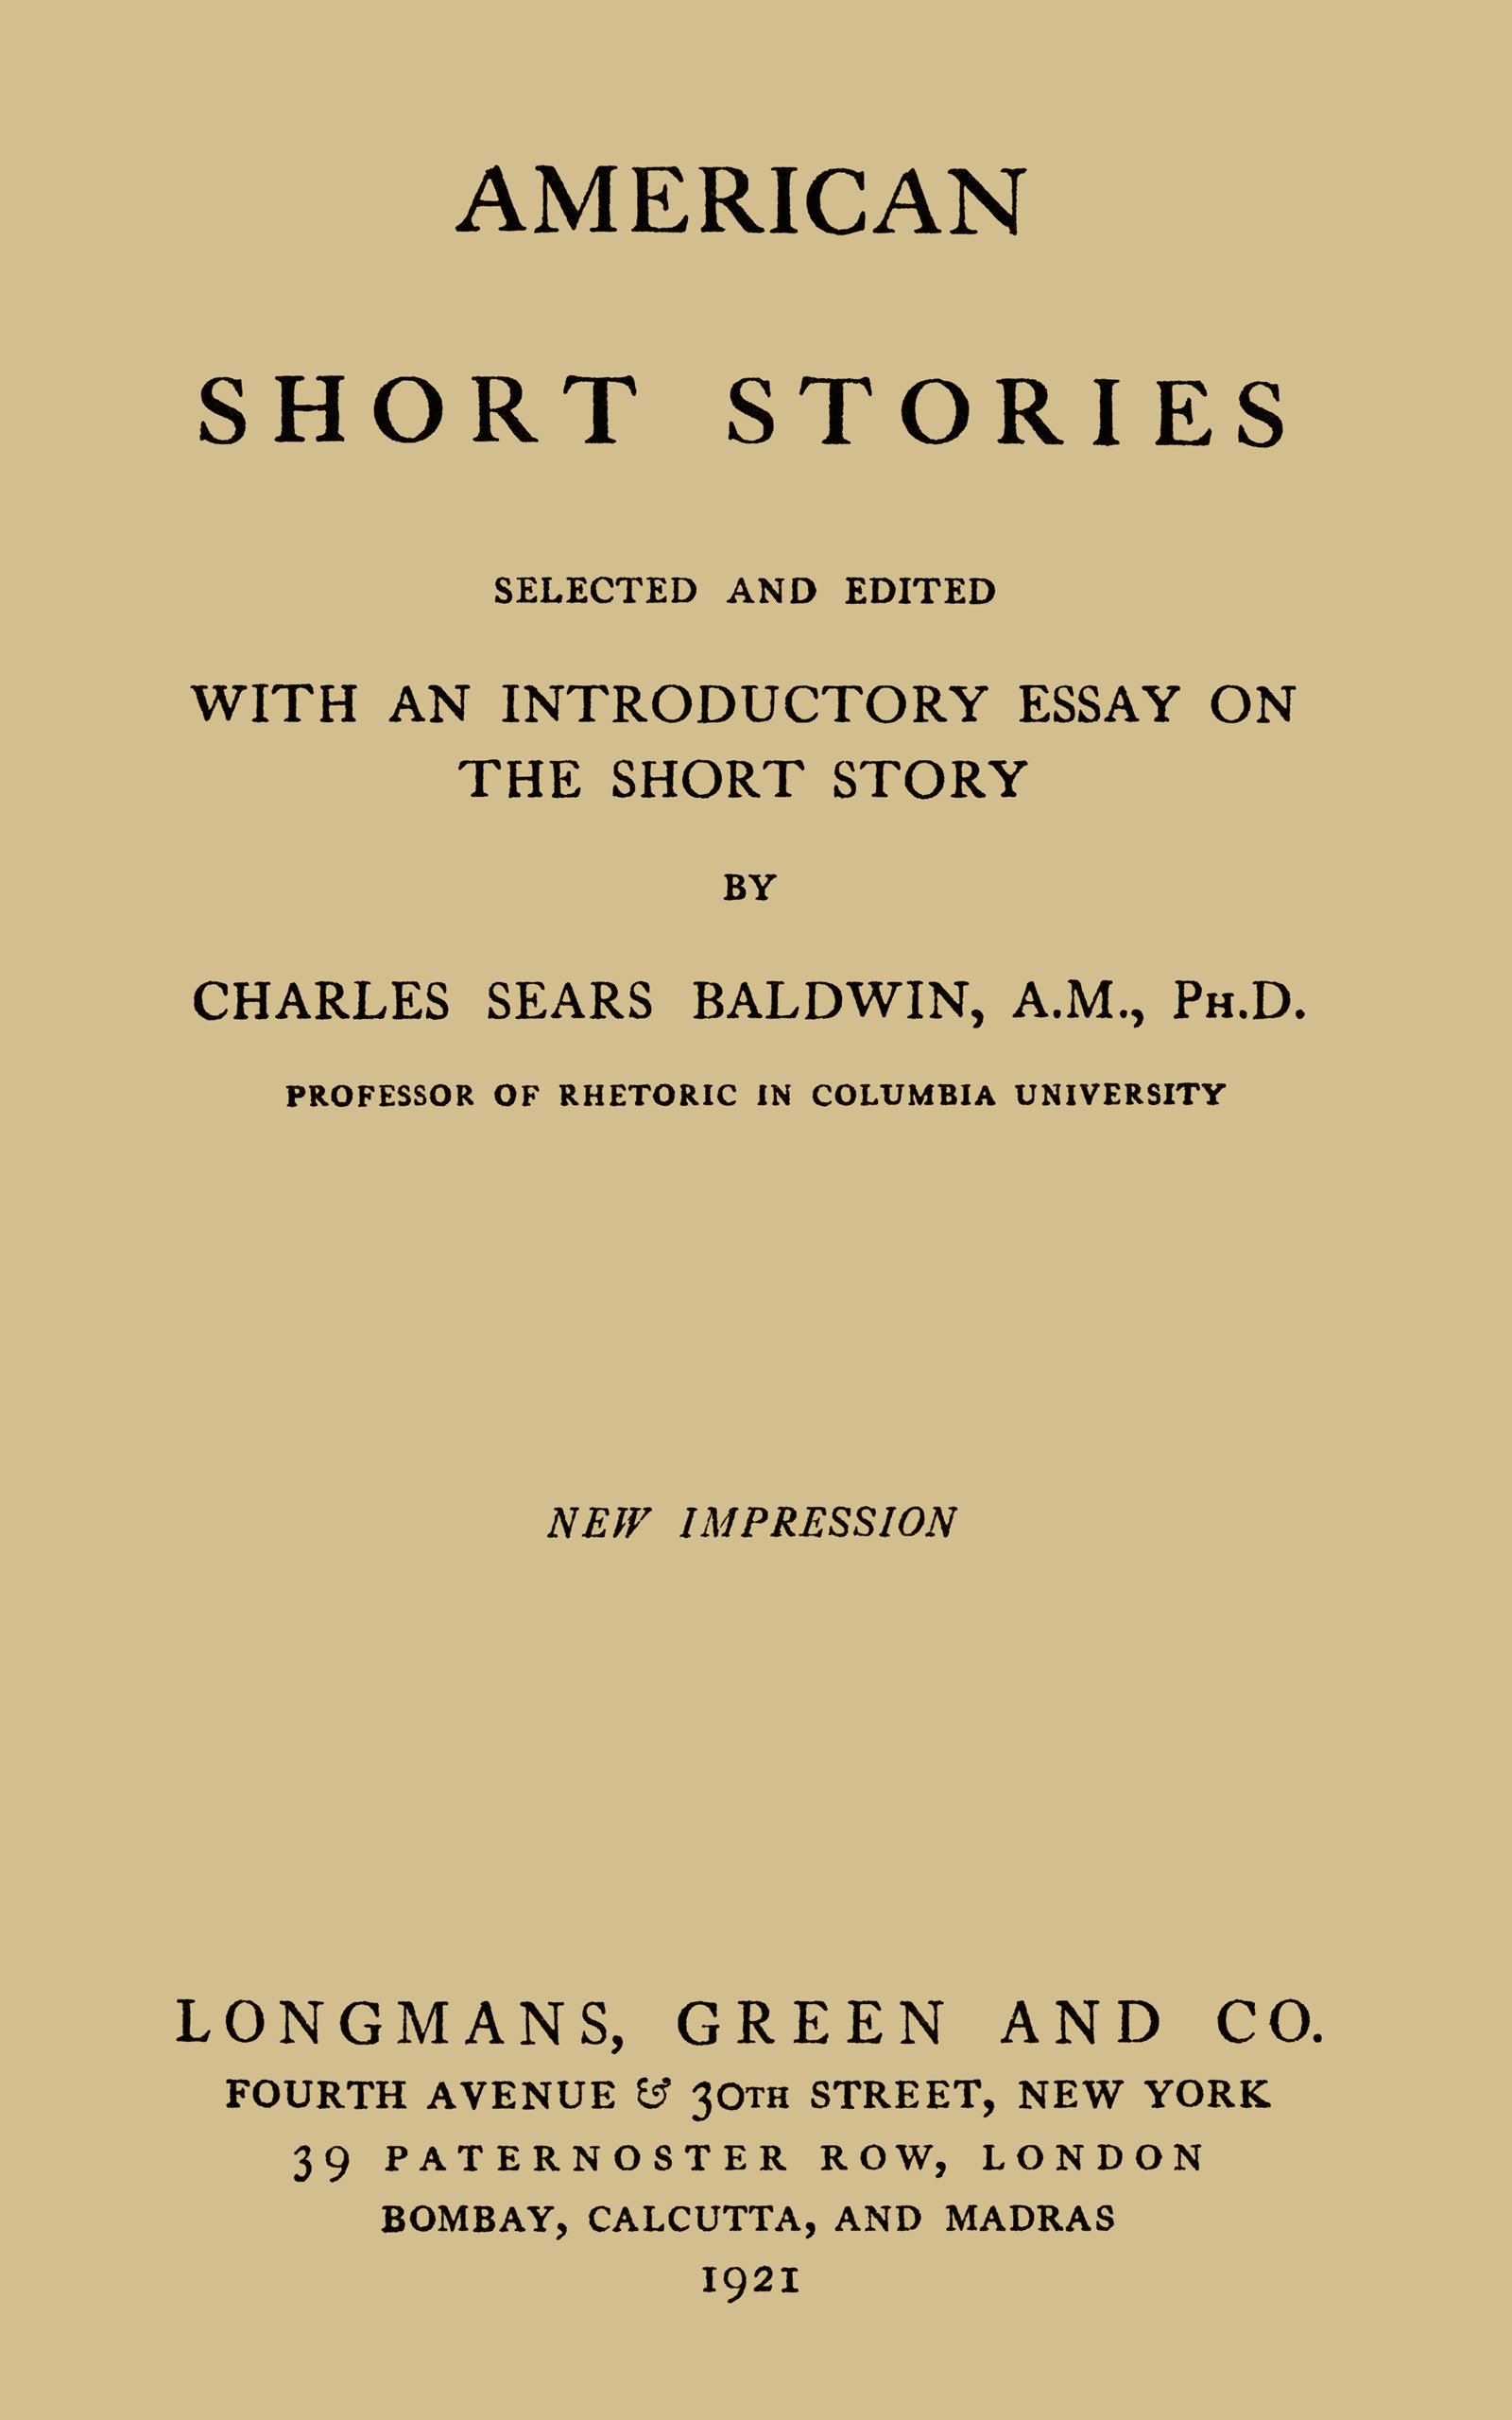 AMERICAN
SHORT STORIES
SELECTED AND EDITED
WITH AN INTRODUCTORY ESSAY ON
THE SHORT STORY
BY
CHARLES SEARS BALDWIN, A.M., Ph.D.
PROFESSOR OF RHETORIC IN COLUMBIA UNIVERSITY
NEW IMPRESSION
LONGMANS, GREEN AND CO.
FOURTH AVENUE & 30TH STREET, NEW YORK
39 PATERNOSTER ROW, LONDON
BOMBAY, CALCUTTA, AND MADRAS
1921